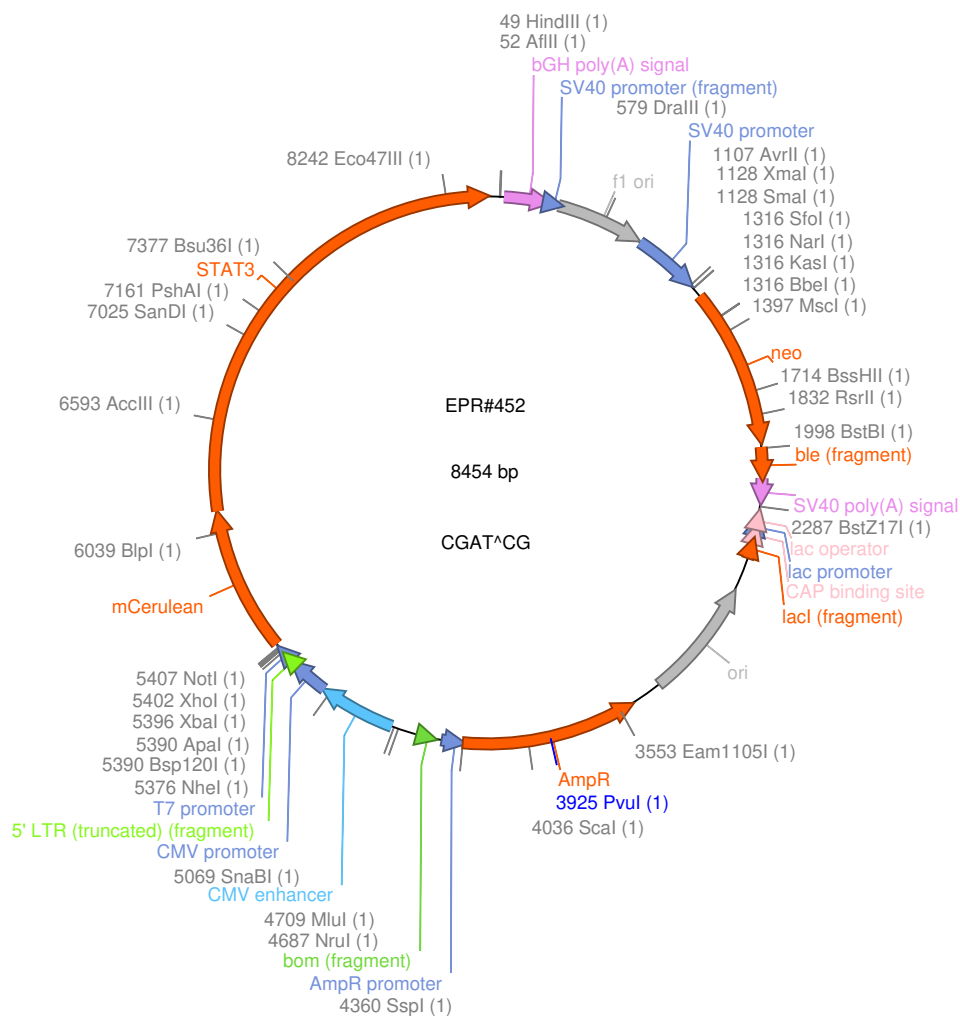 49 HindIII (1)
52 AflII (1)
bGH poly(A) signal
SV40 promoter (fragment)
579 DraIII (1)
SV40 promoter
1107 AvrII (1)
1128 XmaI (1)
1128 SmaI (1)
1316 SfoI (1)
1316 NarI (1)
1316 KasI (1)
1316 BbeI (1)
1397 MscI (1)
f1 ori
neo
1714 BssHII (1)
1832 RsrII (1)
1998 BstBI (1)
ble (fragment)
SV40 poly(A) signal
2287 BstZ17I (1)
lac operator
lac promoter
CAP binding site
lacI (fragment)
ori
3553 Eam1105I (1)
AmpR
3925 PvuI (1)
4036 ScaI (1)
4360 SspI (1)
AmpR promoter
bom (fragment)
4687 NruI (1)
4709 MluI (1)
CMV enhancer
5069 SnaBI (1)
CMV promoter
5' LTR (truncated) (fragment)
T7 promoter
5376 NheI (1)
5390 Bsp120I (1)
5390 ApaI (1)
5396 XbaI (1)
5402 XhoI (1)
5407 NotI (1)
mCerulean
6039 BlpI (1)
6593 AccIII (1)
7025 SanDI (1)
7161 PshAI (1)
STAT3
7377 Bsu36I (1)
8242 Eco47III (1)
EPR#452
8454 bp
CGAT^CG